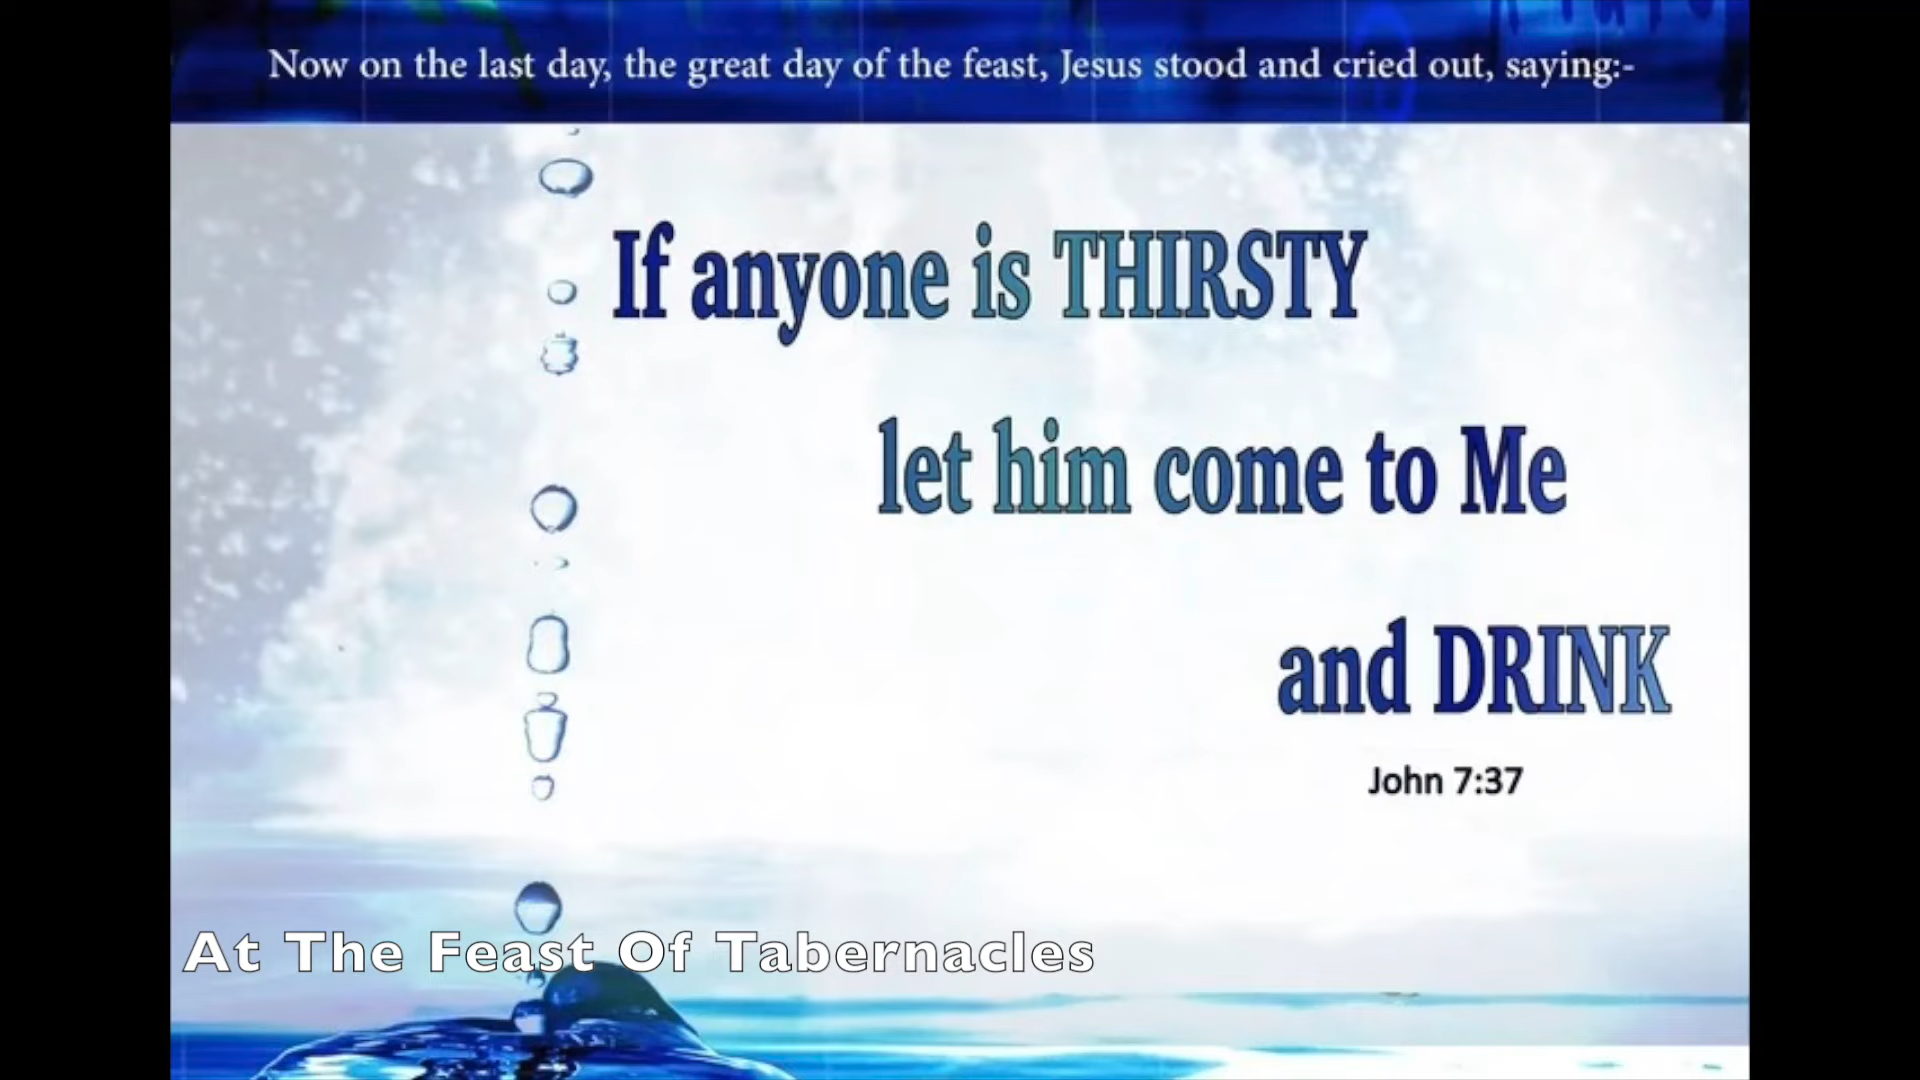 Now on the last day, the great day of the feast, Jesus stood and cried out, saying:-
If anyone is THIRSTY
let him come to Me
and DRINK
John 7:37
At The Feast Of Tabernacles